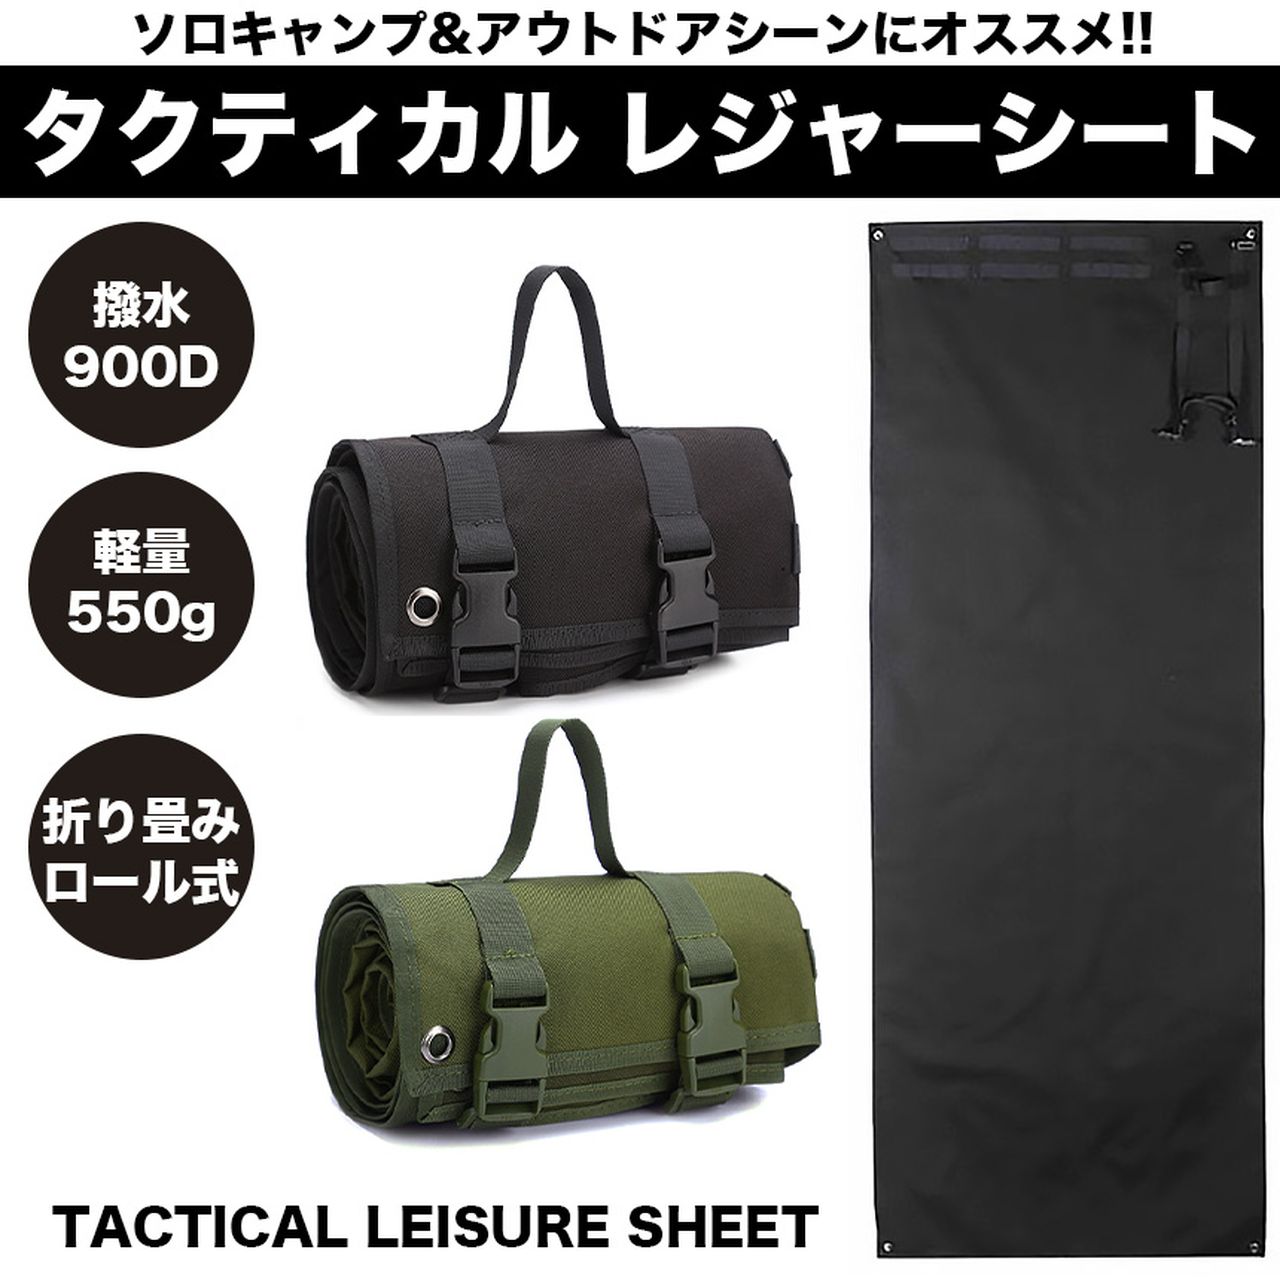 ソロキャンプ&アウトドアシーンにオススメ!!
タクティカル レジャーシート
撥水
900D
軽量
550g
折り畳み
ロール式
TACTICAL LEISURE SHEET